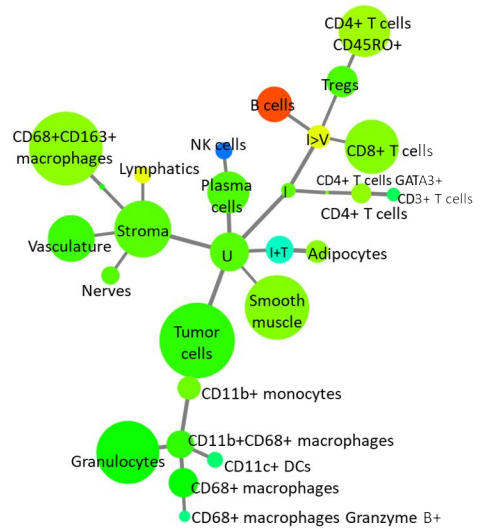 CD4+ T cells
CD45RO+
Tregs
B cells
I>V
NK cells
CD8+ T cells
CD68+CD163+
macrophages
Lymphatics
Plasma
cells
I
CD4+ T cells GATA3+
CD3+ T cells
CD4+ T cells
Stroma
Vasculature
U
I+T
Adipocytes
Nerves
Smooth
muscle
Tumor
cells
CD11b+ monocytes
CD11b+CD68+ macrophages
Granulocytes
CD11c+ DCs
CD68+ macrophages
CD68+ macrophages Granzyme B+